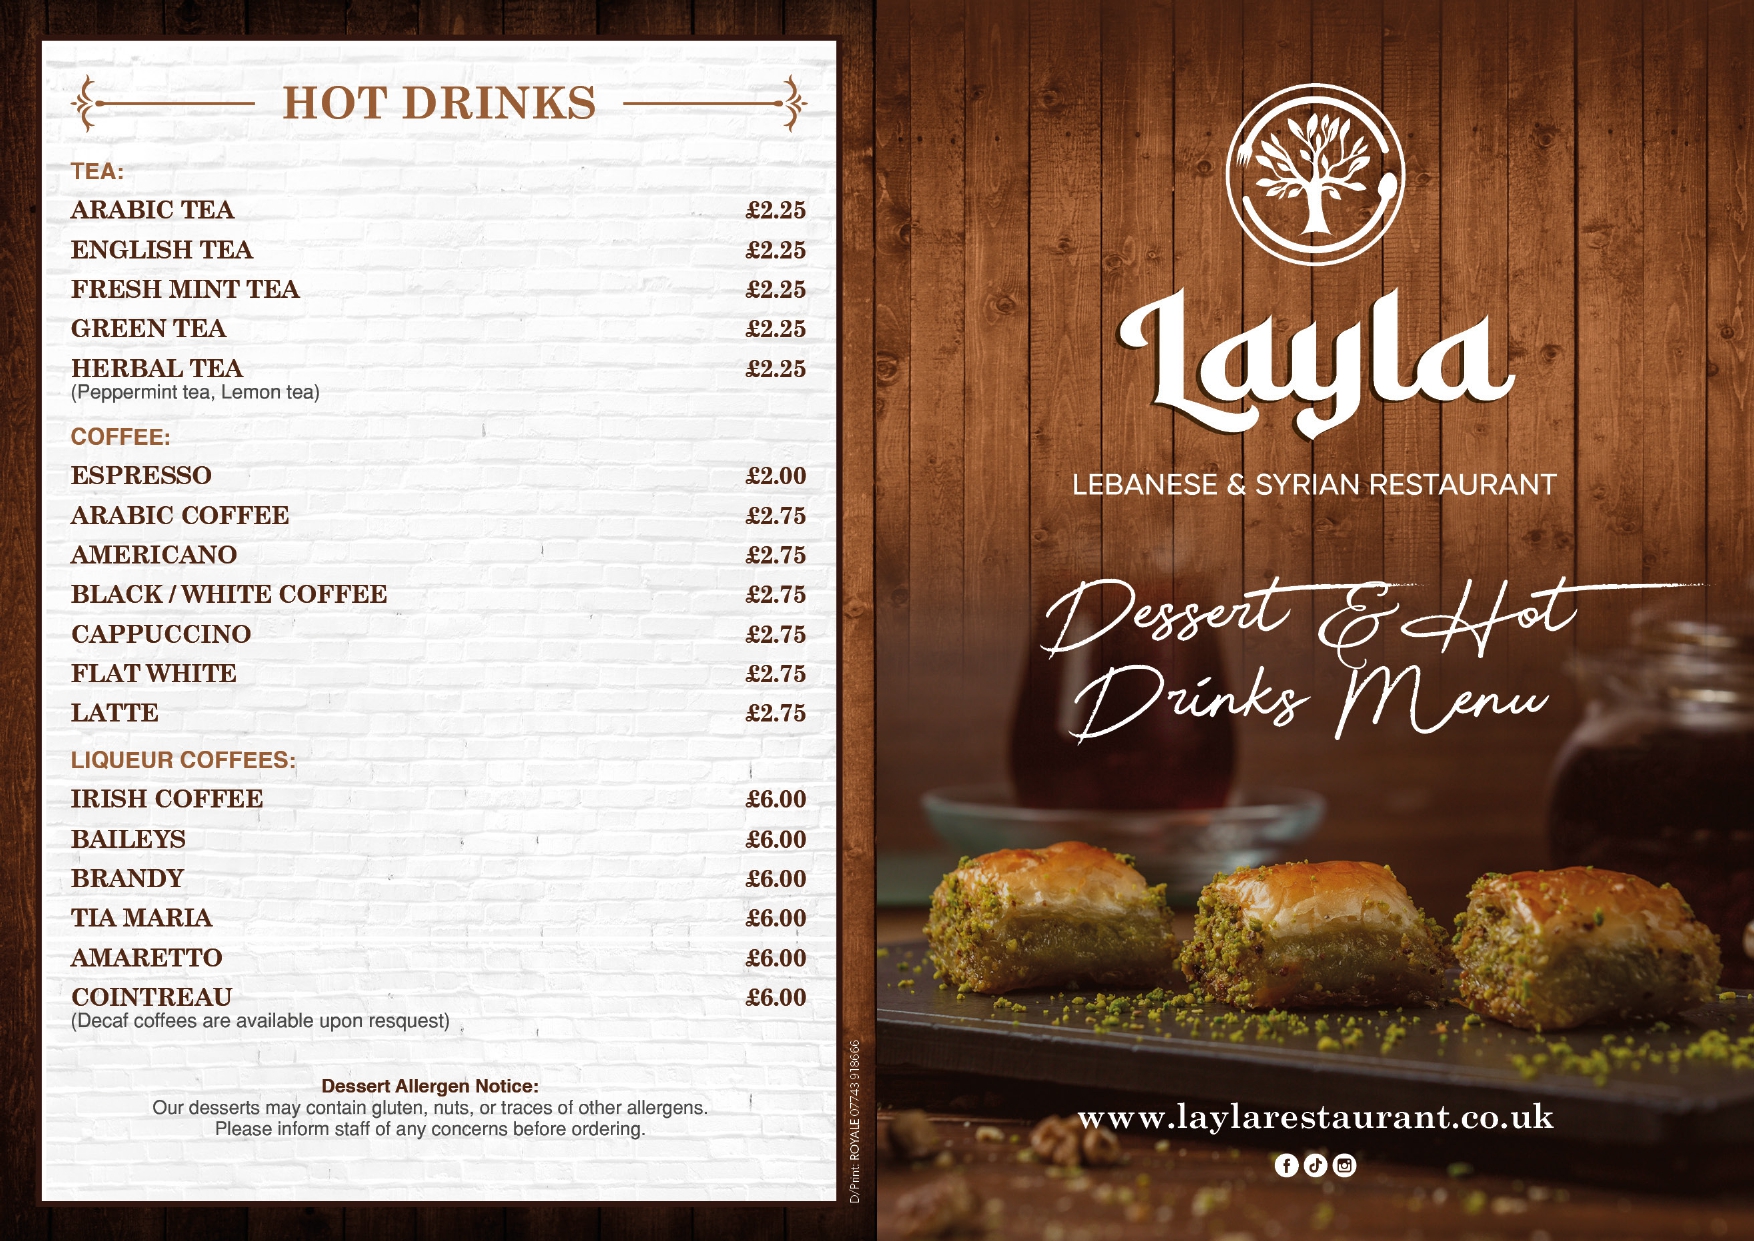 HOT DRINKS
TEA:
ARABIC TEA £2.25
ENGLISH TEA £2.25
FRESH MINT TEA £2.25
GREEN TEA £2.25
HERBAL TEA £2.25
(Peppermint tea, Lemon tea)
COFFEE:
ESPRESSO £2.00
ARABIC COFFEE £2.75
AMERICANO £2.75
BLACK / WHITE COFFEE £2.75
CAPPUCCINO £2.75
FLAT WHITE £2.75
LATTE £2.75
LIQUEUR COFFEES:
IRISH COFFEE £6.00
BAILEYS £6.00
BRANDY £6.00
TIA MARIA £6.00
AMARETTO £6.00
COINTREAU £6.00
(Decaf coffees are available upon resquest)
Dessert Allergen Notice:
Our desserts may contain gluten, nuts, or traces of other allergens.
Please inform staff of any concerns before ordering.
D/Print: ROYALE 07743 918666
Layla
LEBANESE & SYRIAN RESTAURANT
Dessert & Hot
Drinks Menu
www.laylarestaurant.co.uk